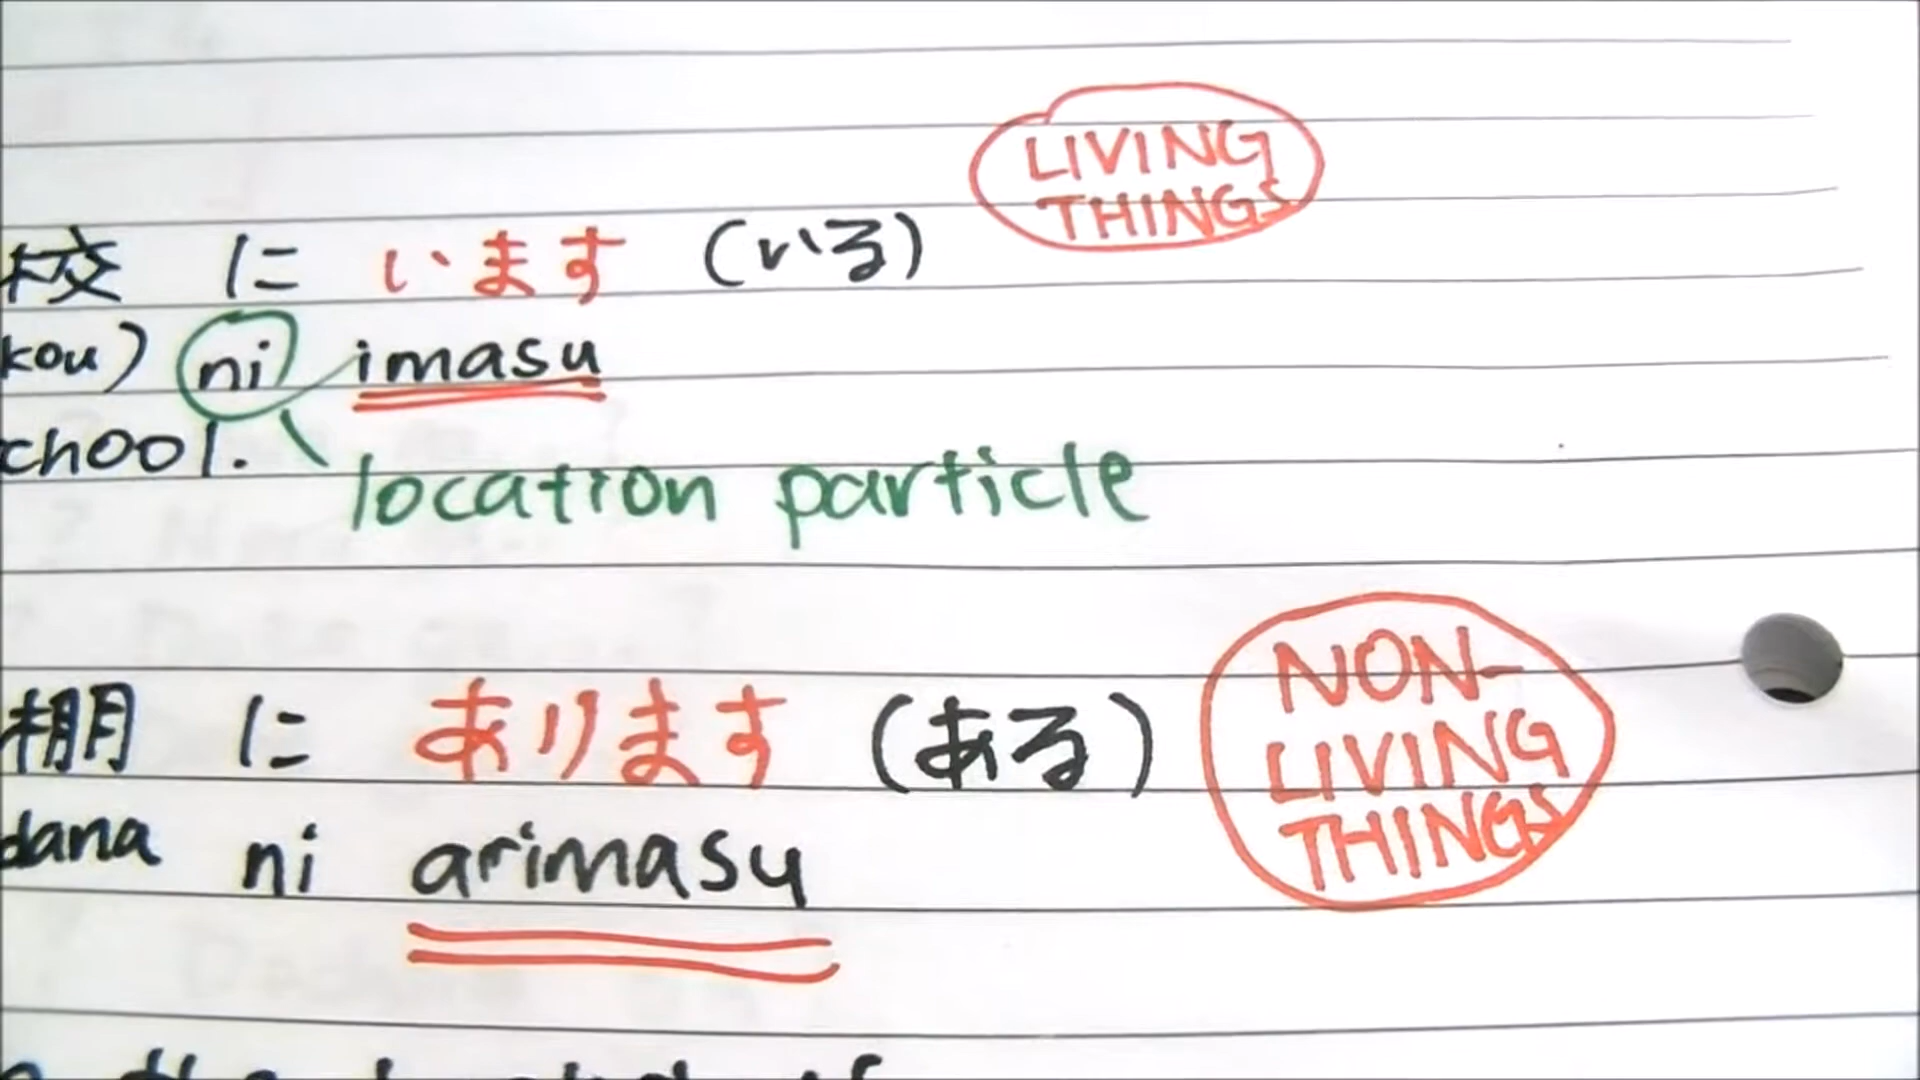 LIVING
THINGS
校 に います (いる)
kou) ni imasu
chool.
location particle
NON-
LIVING
THINGS
棚 に あります (ある)
dana ni arimasu